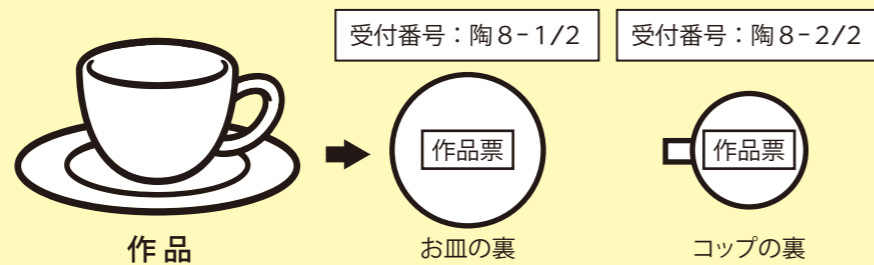 受付番号：陶8-1/2
受付番号：陶8-2/2
作品票
作品票
作品
お皿の裏
コップの裏